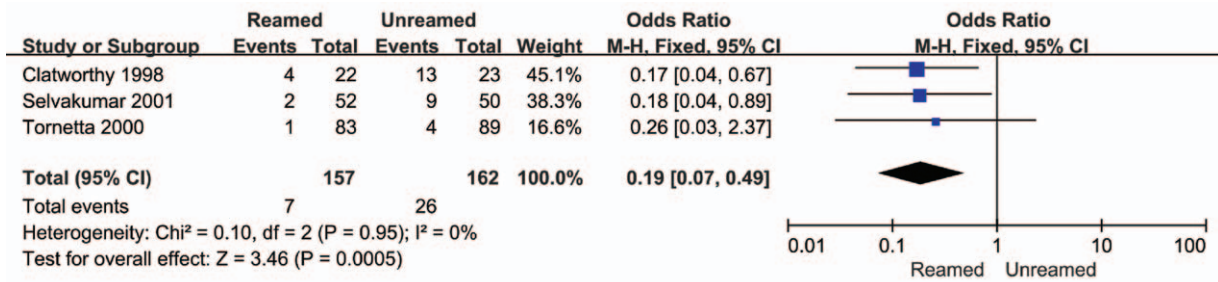 Reamed Unreamed Odds Ratio Odds Ratio
Study or Subgroup Events Total Events Total Weight M-H, Fixed, 95% CI M-H, Fixed, 95% CI
Clatworthy 1998 4 22 13 23 45.1% 0.17 [0.04, 0.67]
Selvakumar 2001 2 52 9 50 38.3% 0.18 [0.04, 0.89]
Tornetta 2000 1 83 4 89 16.6% 0.26 [0.03, 2.37]
Total (95% CI) 157 162 100.0% 0.19 [0.07, 0.49]
Total events 7 26
Heterogeneity: Chi² = 0.10, df = 2 (P = 0.95); I² = 0%
Test for overall effect: Z = 3.46 (P = 0.0005)
0.01 0.1 1 10 100
Reamed Unreamed